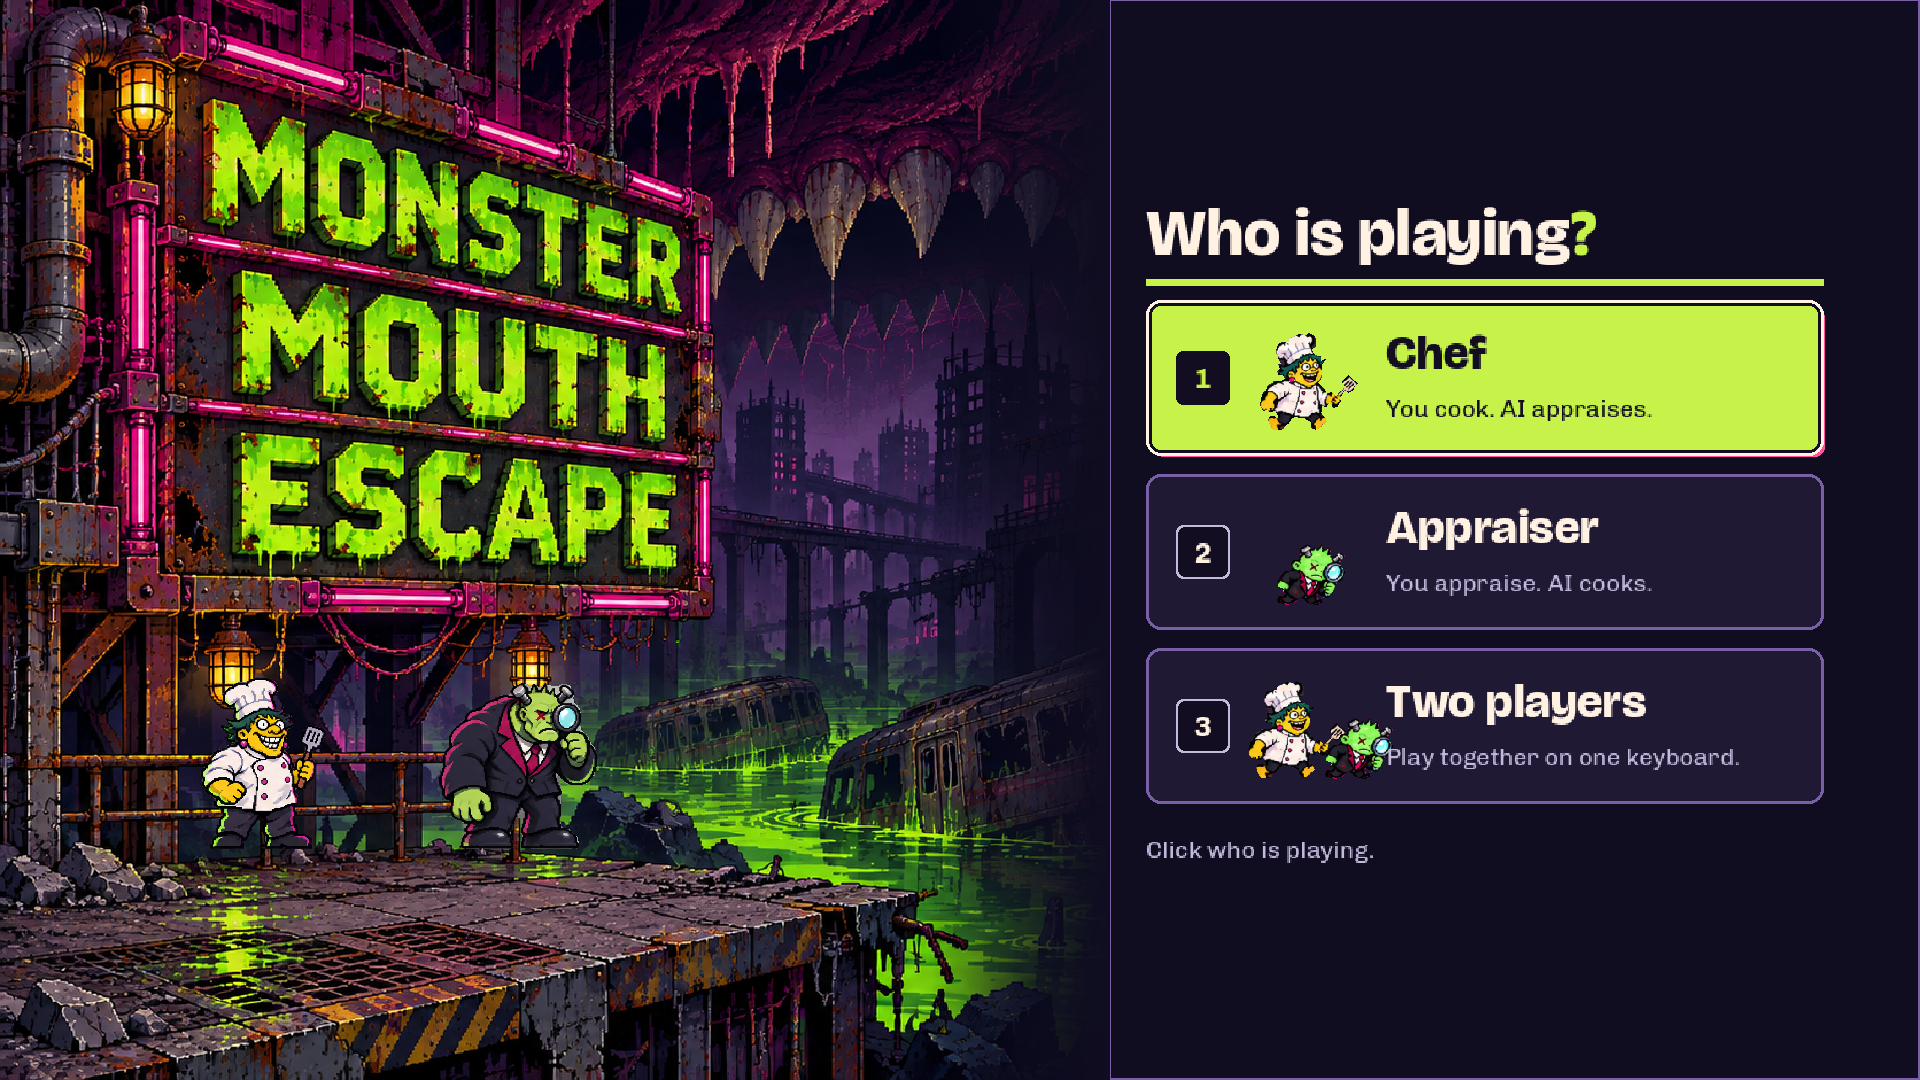 MONSTER
MOUTH
ESCAPE
Who is playing?
1
Chef
You cook. AI appraises.
2
Appraiser
You appraise. AI cooks.
3
Two players
Play together on one keyboard.
Click who is playing.